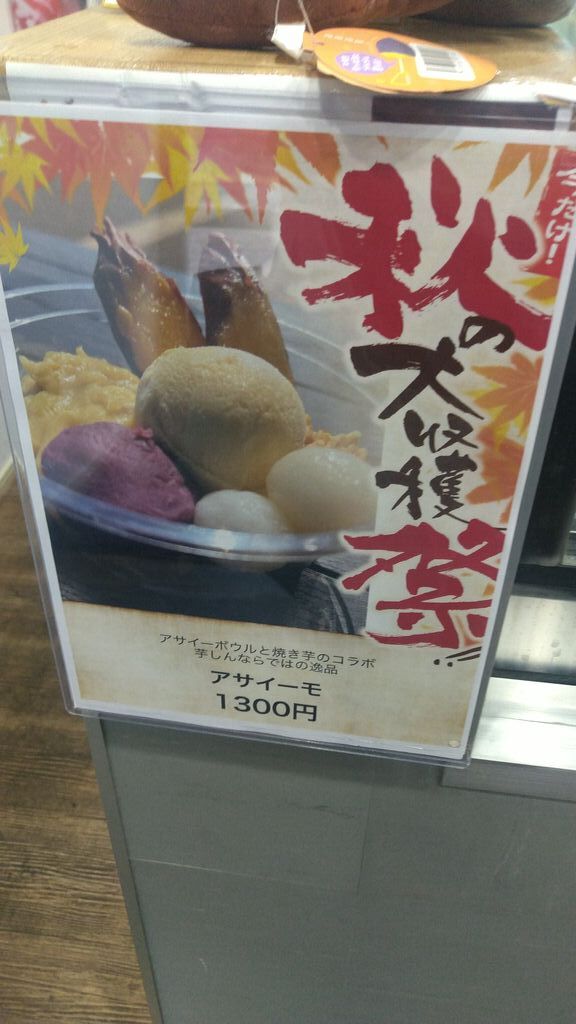 今だけ!
秋の大収穫祭
アサイーボウルと焼き芋のコラボ
芋しんならではの逸品
アサイーモ
1300円